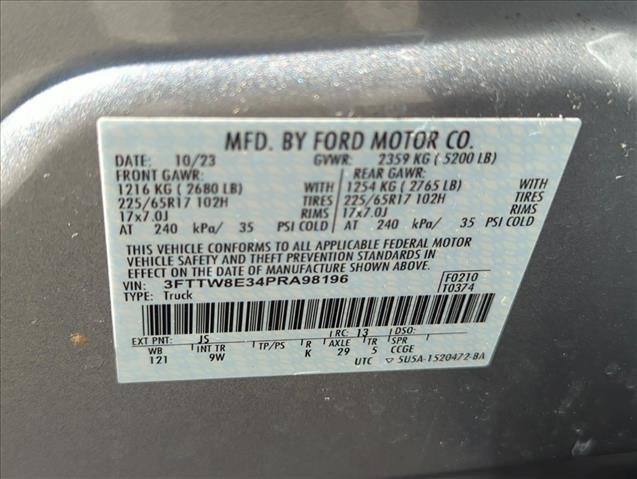 MFD. BY FORD MOTOR CO.
DATE: 10/23 GVWR: 2359 KG ( 5200 LB)
FRONT GAWR: REAR GAWR:
1216 KG ( 2680 LB) WITH 1254 KG ( 2765 LB) WITH
225/65R17 102H TIRES 225/65R17 102H TIRES
17x7.0J RIMS 17x7.0J RIMS
AT 240 kPa/ 35 PSI COLD AT 240 kPa/ 35 PSI COLD
THIS VEHICLE CONFORMS TO ALL APPLICABLE FEDERAL MOTOR
VEHICLE SAFETY AND THEFT PREVENTION STANDARDS IN
EFFECT ON THE DATE OF MANUFACTURE SHOWN ABOVE.
VIN: 3FTTW8E34PRA98196 F0210
TYPE: Truck T0374
EXT PNT: JS RC: 13 DSO:
WB INT TR TP/PS R AXLE TR SPR
121 9W K 29 5 CCGE
UTC ▽ 5U5A-1520472-BA